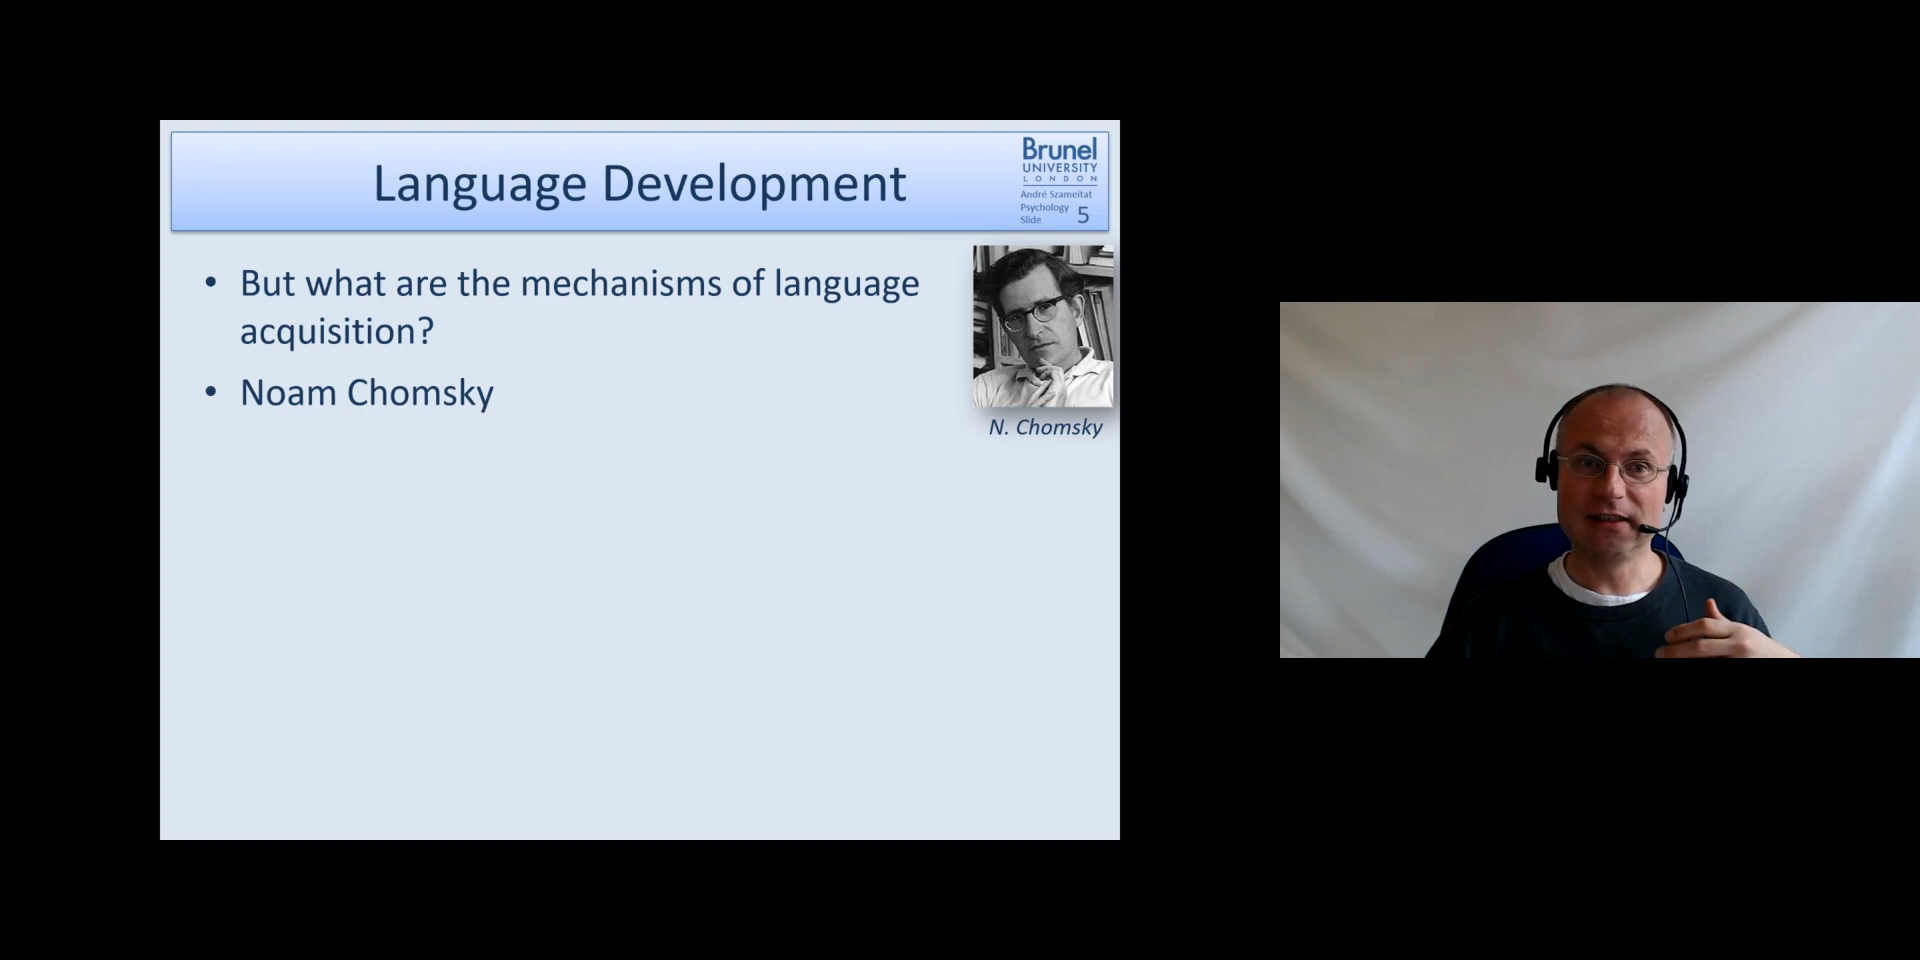 Language Development
Brunel
UNIVERSITY
LONDON
André Szameitat
Psychology
Slide 5
• But what are the mechanisms of language
acquisition?
• Noam Chomsky
N. Chomsky